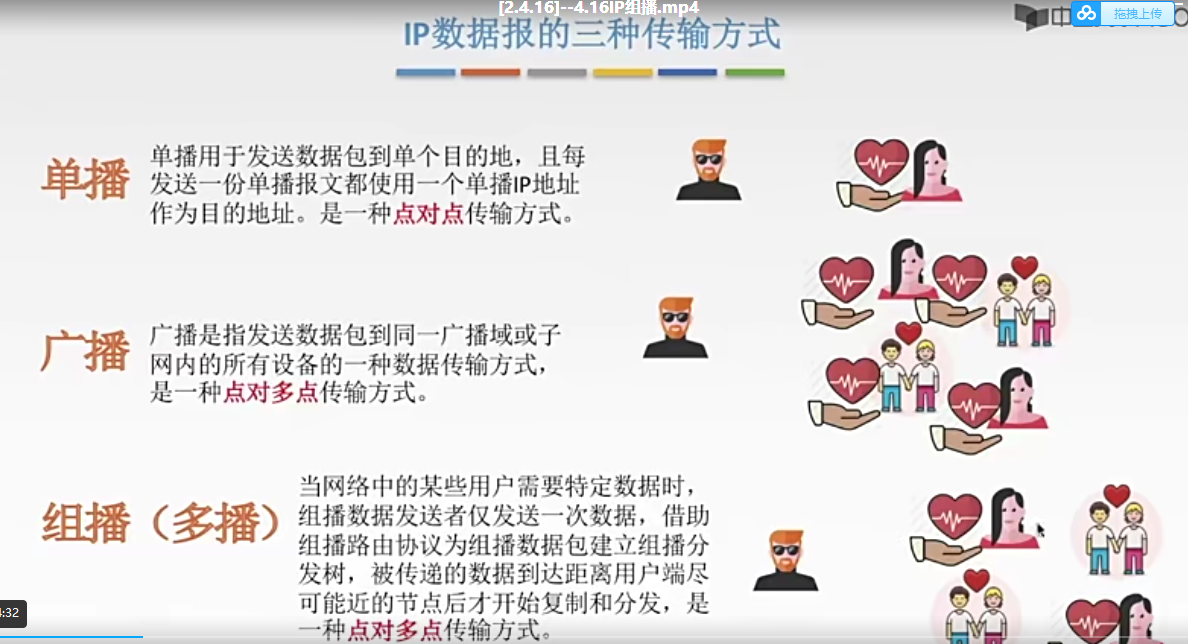 [2.4.16]--4.16IP组播.mp4
中
拖拽上传
IP数据报的三种传输方式
单播
单播用于发送数据包到单个目的地，且每
发送一份单播报文都使用一个单播IP地址
作为目的地址。是一种点对点传输方式。
广播
广播是指发送数据包到同一广播域或子
网内的所有设备的一种数据传输方式，
是一种点对多点传输方式。
组播（多播）
当网络中的某些用户需要特定数据时，
组播数据发送者仅发送一次数据，借助
组播路由协议为组播数据包建立组播分
发树，被传递的数据到达距离用户端尽
可能近的节点后才开始复制和分发，是
一种点对多点传输方式。
:32